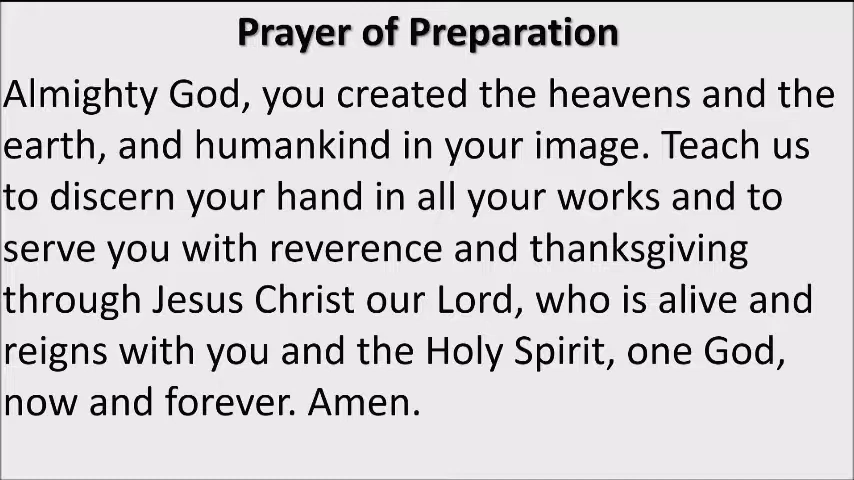 Prayer of Preparation
Almighty God, you created the heavens and the
earth, and humankind in your image. Teach us
to discern your hand in all your works and to
serve you with reverence and thanksgiving
through Jesus Christ our Lord, who is alive and
reigns with you and the Holy Spirit, one God,
now and forever. Amen.